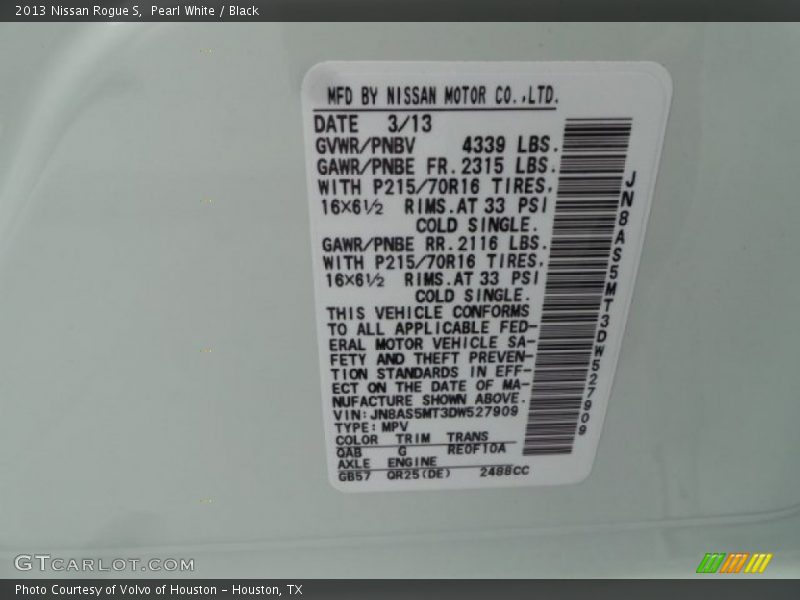 2013 Nissan Rogue S, Pearl White / Black
MFD BY NISSAN MOTOR CO.,LTD.
DATE 3/13
GVWR/PNBV 4339 LBS.
GAWR/PNBE FR. 2315 LBS.
WITH P215/70R16 TIRES.
16×6½ RIMS. AT 33 PSI
COLD SINGLE.
GAWR/PNBE RR. 2116 LBS.
WITH P215/70R16 TIRES.
16×6½ RIMS. AT 33 PSI
COLD SINGLE.
THIS VEHICLE CONFORMS
TO ALL APPLICABLE FED-
ERAL MOTOR VEHICLE SA-
FETY AND THEFT PREVEN-
TION STANDARDS IN EFF-
ECT ON THE DATE OF MA-
NUFACTURE SHOWN ABOVE.
VIN: JN8AS5MT3DW527909
TYPE: MPV
COLOR TRIM TRANS
QAB G RE0F10A
AXLE ENGINE
GB57 QR25(DE) 2488CC
JN8AS5MT3DW527909
GTCARLOT.COM
Photo Courtesy of Volvo of Houston - Houston, TX